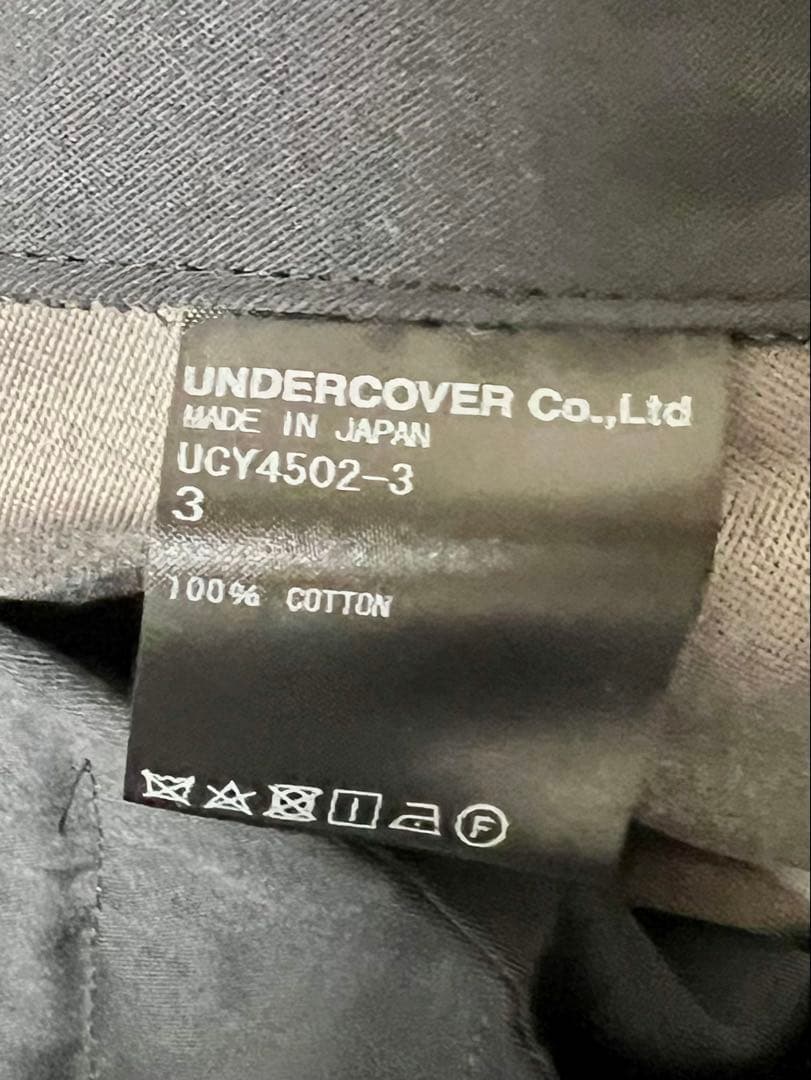 UNDERCOVER Co.,Ltd
MADE IN JAPAN
UCY4502-3
3
100% COTTON
F